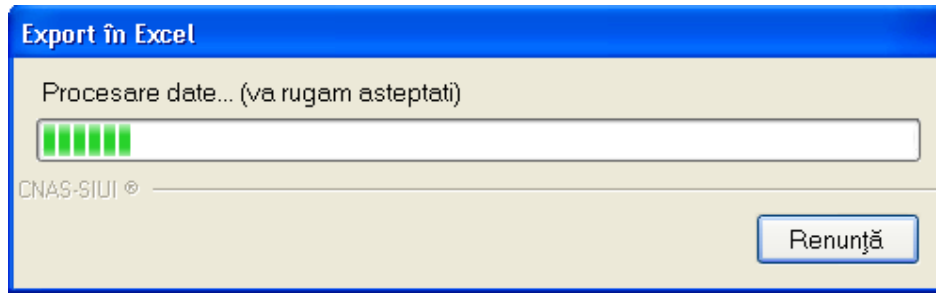 Export în Excel
Procesare date... (va rugam asteptati)
CNAS-SIUI ®
Renunţă